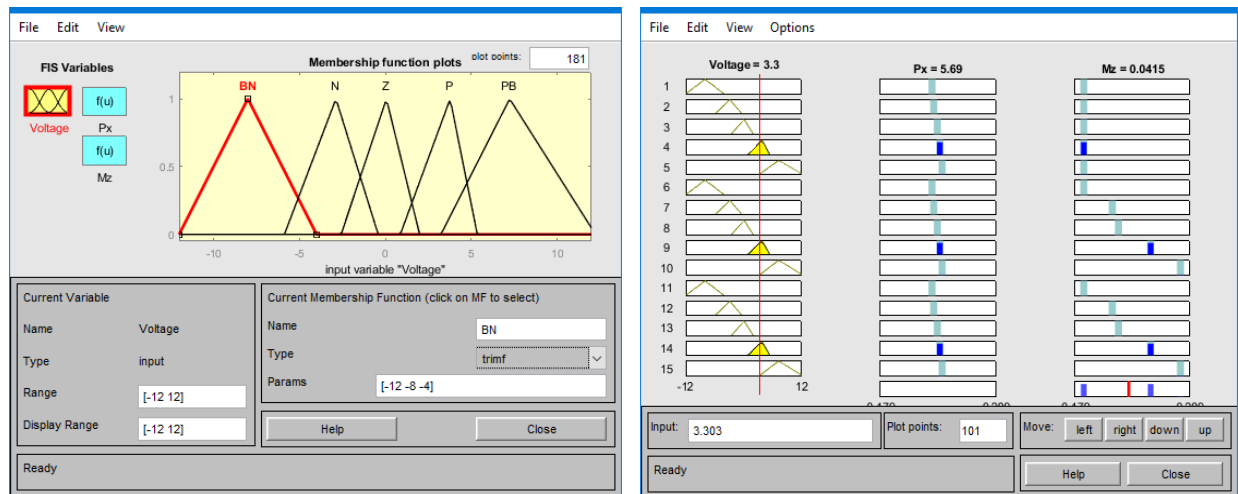 File Edit View
FIS Variables
Membership function plots
plot points:
181
f(u)
Voltage
Px
f(u)
Mz
BN
N
Z
P
PB
1
0.5
0
-10
-5
0
5
10
input variable "Voltage"
Current Variable
Name
Voltage
Type
input
Range
[-12 12]
Display Range
[-12 12]
Current Membership Function (click on MF to select)
Name
BN
Type
trimf
Params
[-12 -8 -4]
Help
Close
Ready
File Edit View Options
Voltage = 3.3
Px = 5.69
Mz = 0.0415
1
2
3
4
5
6
7
8
9
10
11
12
13
14
15
-12
12
Input:
3.303
Plot points:
101
Move:
left
right
down
up
Ready
Help
Close